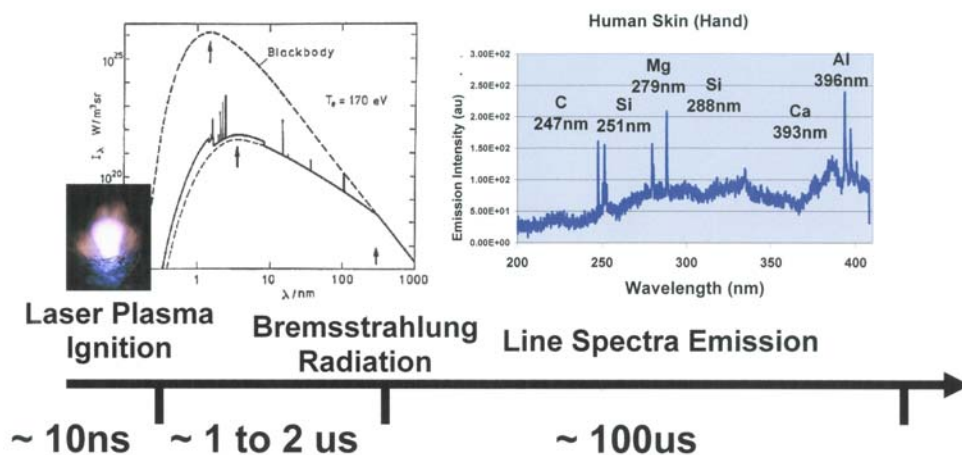 10²⁵
10²⁰
I_λ W/m³sr
Blackbody
Tₑ = 170 eV
1
10
100
1000
λ/nm
Human Skin (Hand)
3.00E+02
2.50E+02
2.00E+02
1.50E+02
1.00E+02
5.00E+01
0.00E+00
Emission Intensity (au)
C
247nm
Si
251nm
Mg
279nm
Si
288nm
Ca
393nm
Al
396nm
200
250
300
350
400
Wavelength (nm)
Laser Plasma
Ignition
Bremsstrahlung
Radiation
Line Spectra Emission
~ 10ns
~ 1 to 2 us
~ 100us